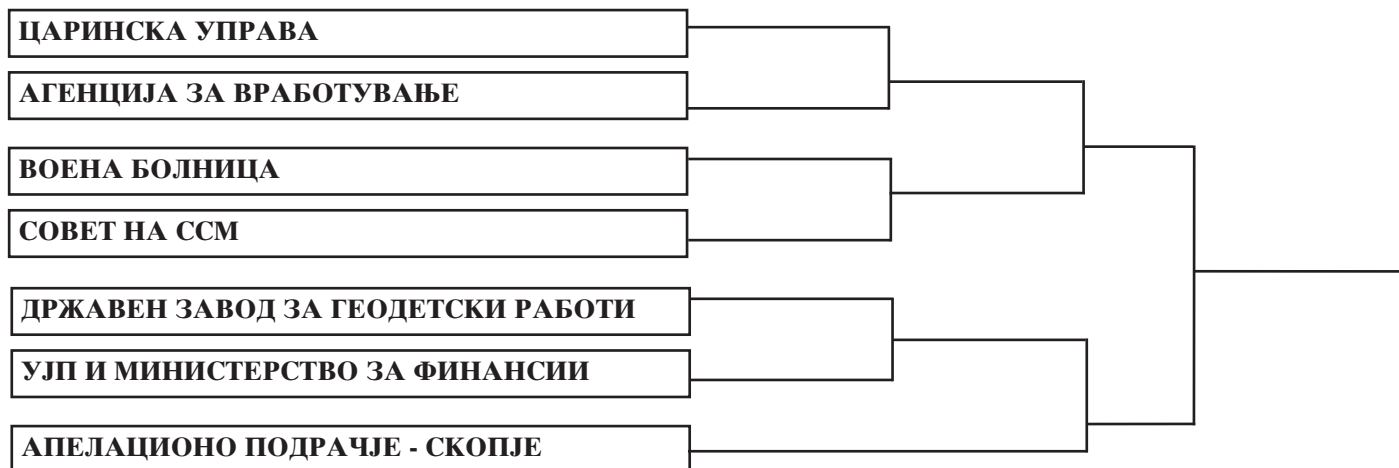 ЦАРИНСКА УПРАВА
АГЕНЦИЈА ЗА ВРАБОТУВАЊЕ
ВОЕНА БОЛНИЦА
СОВЕТ НА ССМ
ДРЖАВЕН ЗАВОД ЗА ГЕОДЕТСКИ РАБОТИ
УЈП И МИНИСТЕРСТВО ЗА ФИНАНСИИ
АПЕЛАЦИОНО ПОДРАЧЈЕ - СКОПЈЕ